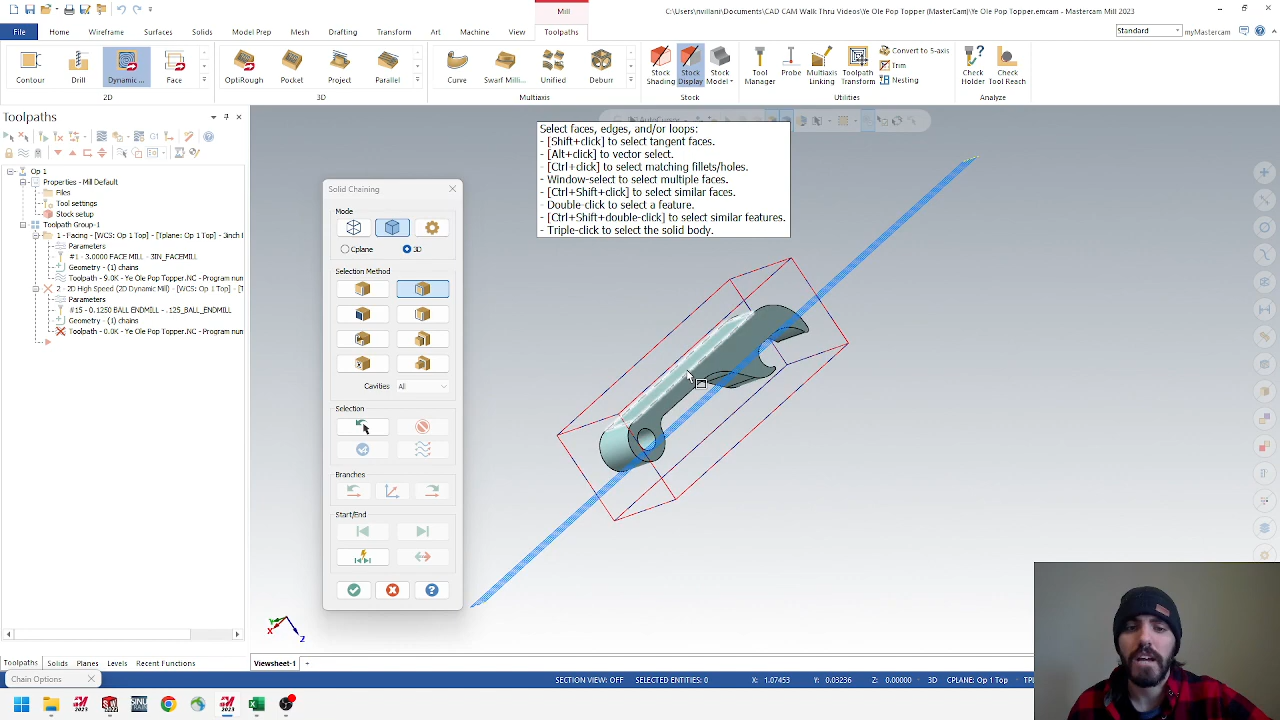 Mill
C:\Users\nviliani\CAD CAM Walk Thru Videos\Ye Ole Pop Topper (MasterCam)\Ye Ole Pop Topper.emcam - Mastercam Mill 2023
File Home Wireframe Surfaces Solids Model Prep Mesh Drafting Transform Art Machine View Toolpaths
Standard
myMastercam
Contour Drill Dynamic ... Face
OptiRough Pocket Project Parallel
Curve Swarf Milli... Unified Deburr
Stock Shading Stock Display Stock Model
Tool Manager Probe Multiaxis Linking Toolpath Transform
Convert to 5-axis
Trim
Nesting
Check Holder Check Tool Reach
2D 3D Multiaxis Stock Utilities Analyze
Toolpaths
Op 1
Properties - Mill Default
Files
Tool settings
Stock setup
Toolpath Group-1
1 - Facing - [WCS: Op 1 Top] - [Tplane: Op 1 Top] - 3inch
Parameters
#1 - 3.0000 FACE MILL - 3IN_FACEMILL
Geometry - (1) chains
Toolpath - 9.0K - Ye Ole Pop Topper.NC - Program num
2 - 2D High Speed (2D Dynamic Mill) - [WCS: Op 1 Top] - [T
Parameters
#15 - 0.1250 BALL ENDMILL - .125_BALL_ENDMILL
Geometry - (1) chains
Toolpath - 0.0K - Ye Ole Pop Topper.NC - Program num
AutoCursor
Select faces, edges, and/or loops:
- [Shift+click] to select tangent faces.
- [Alt+click] to vector select.
- [Ctrl+click] to select matching fillets/holes.
- Window-select to select multiple faces.
- [Ctrl+Shift+click] to select similar faces.
- Double-click to select a feature.
- [Ctrl+Shift+double-click] to select similar features.
- Triple-click to select the solid body.
Solid Chaining
Mode
Cplane 3D
Selection Method
Cavities All
Selection
Branches
Start/End
Y
X
Z
Toolpaths Solids Planes Levels Recent Functions
Viewsheet-1 +
Chain Options
SECTION VIEW: OFF SELECTED ENTITIES: 0 X: 1.07453 Y: 0.03236 Z: 0.00000 3D CPLANE: OP 1 TOP TPL
2023
SINU
2023